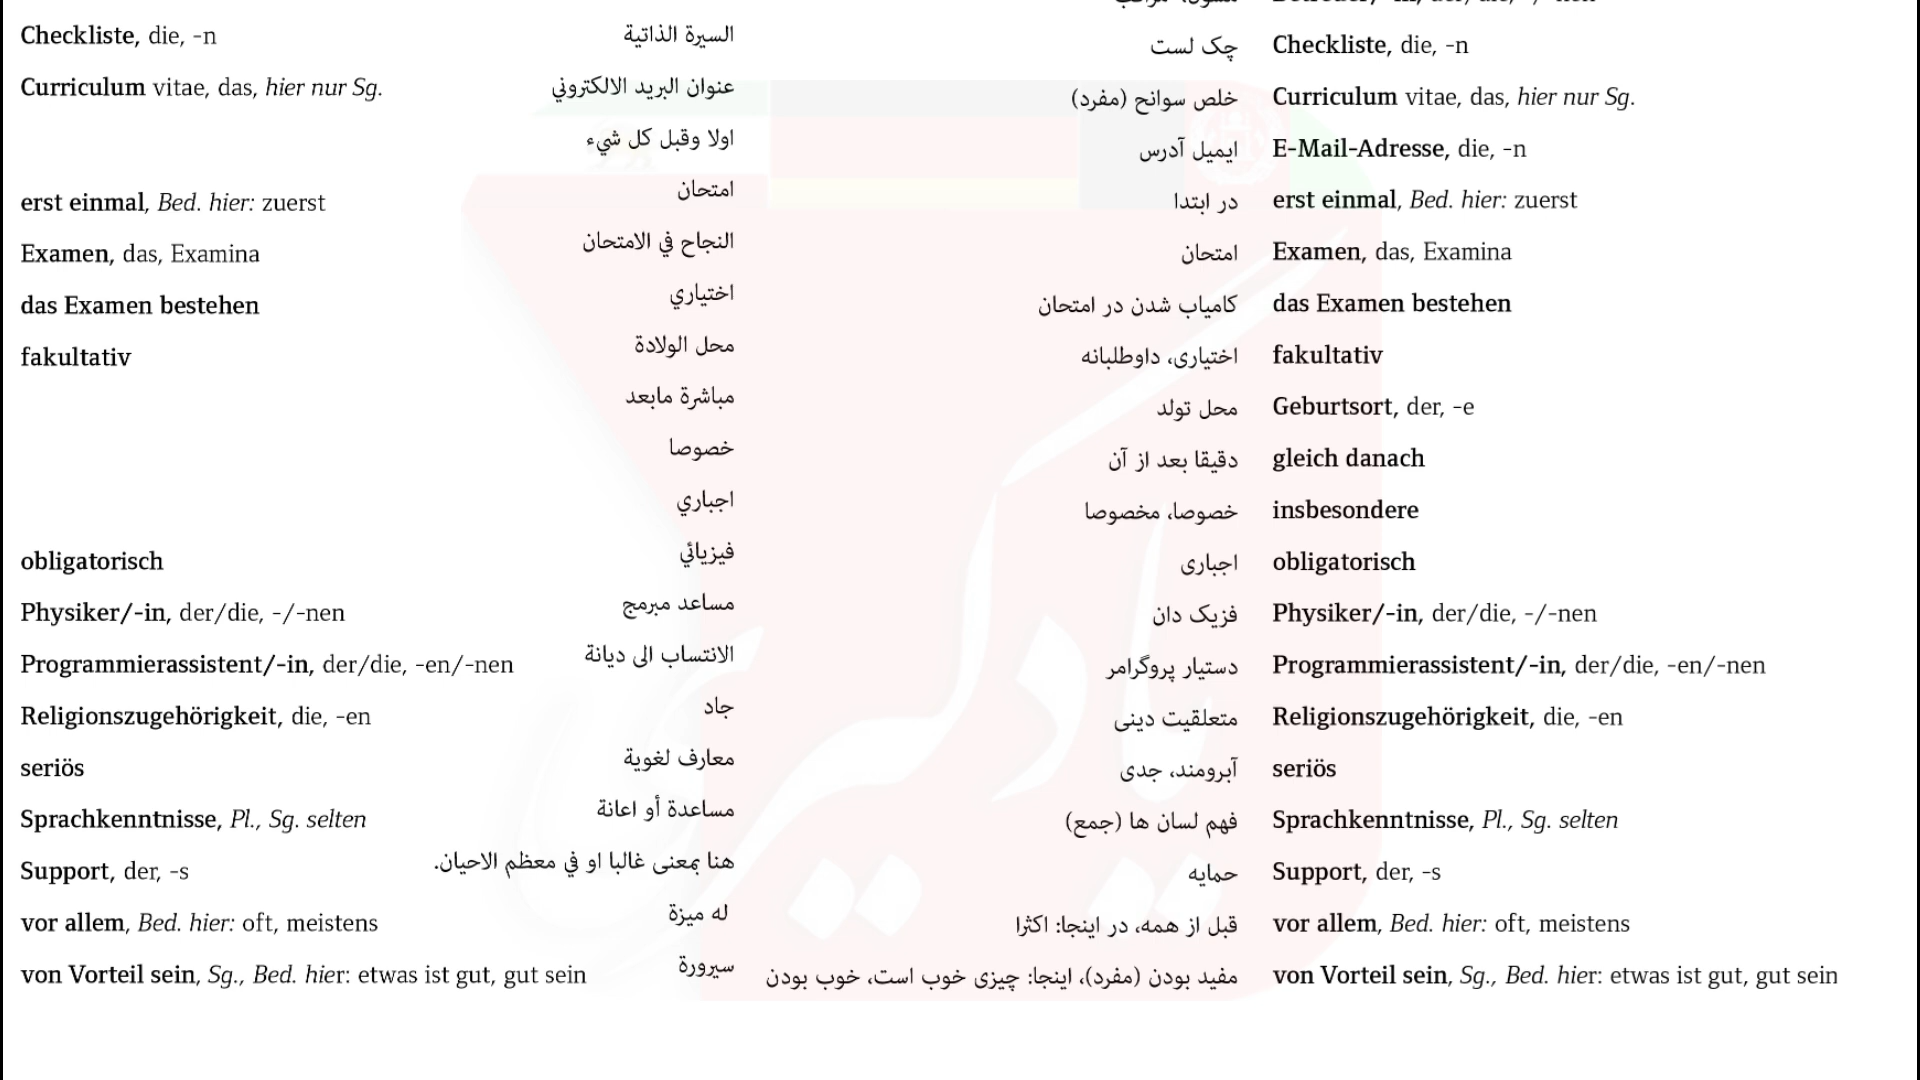 Checkliste, die, -n
السيرة الذاتية
چک لست
Checkliste, die, -n
Curriculum vitae, das, hier nur Sg.
عنوان البريد الالكتروني
خلص سوانح (مفرد)
Curriculum vitae, das, hier nur Sg.
اولا وقبل كل شيء
ایمیل آدرس
E-Mail-Adresse, die, -n
erst einmal, Bed. hier: zuerst
امتحان
در ابتدا
erst einmal, Bed. hier: zuerst
Examen, das, Examina
النجاح في الامتحان
امتحان
Examen, das, Examina
das Examen bestehen
اختياري
کامیاب شدن در امتحان
das Examen bestehen
fakultativ
محل الولادة
اختیاری، داوطلبانه
fakultativ
مباشرة مابعد
محل تولد
Geburtsort, der, -e
خصوصا
دقیقا بعد از آن
gleich danach
اجباري
خصوصا، مخصوصا
insbesondere
obligatorisch
فيزيائي
اجباری
obligatorisch
Physiker/-in, der/die, -/-nen
مساعد مبرمج
فزیک دان
Physiker/-in, der/die, -/-nen
Programmierassistent/-in, der/die, -en/-nen
الانتساب الى ديانة
دستیار پروگرامر
Programmierassistent/-in, der/die, -en/-nen
Religionszugehörigkeit, die, -en
جاد
متعلقیت دینی
Religionszugehörigkeit, die, -en
seriös
معارف لغوية
آبرومند، جدی
seriös
Sprachkenntnisse, Pl., Sg. selten
مساعدة أو اعانة
فهم لسان ها (جمع)
Sprachkenntnisse, Pl., Sg. selten
Support, der, -s
هنا بمعنى غالبا او في معظم الاحيان.
حمایه
Support, der, -s
vor allem, Bed. hier: oft, meistens
له ميزة
قبل از همه، در اینجا: اکثرا
vor allem, Bed. hier: oft, meistens
von Vorteil sein, Sg., Bed. hier: etwas ist gut, gut sein
سيرورة
مفید بودن (مفرد)، اینجا: چیزی خوب است، خوب بودن
von Vorteil sein, Sg., Bed. hier: etwas ist gut, gut sein
یادگیری